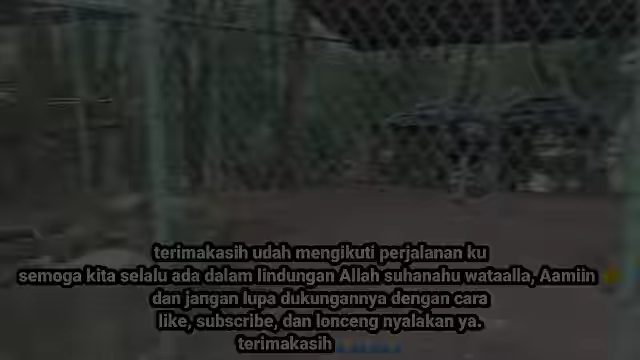 terimakasih udah mengikuti perjalanan ku
semoga kita selalu ada dalam lindungan Allah suhanahu wataalla, Aamiin
dan jangan lupa dukungannya dengan cara
like, subscribe, dan lonceng nyalakan ya.
terimakasih